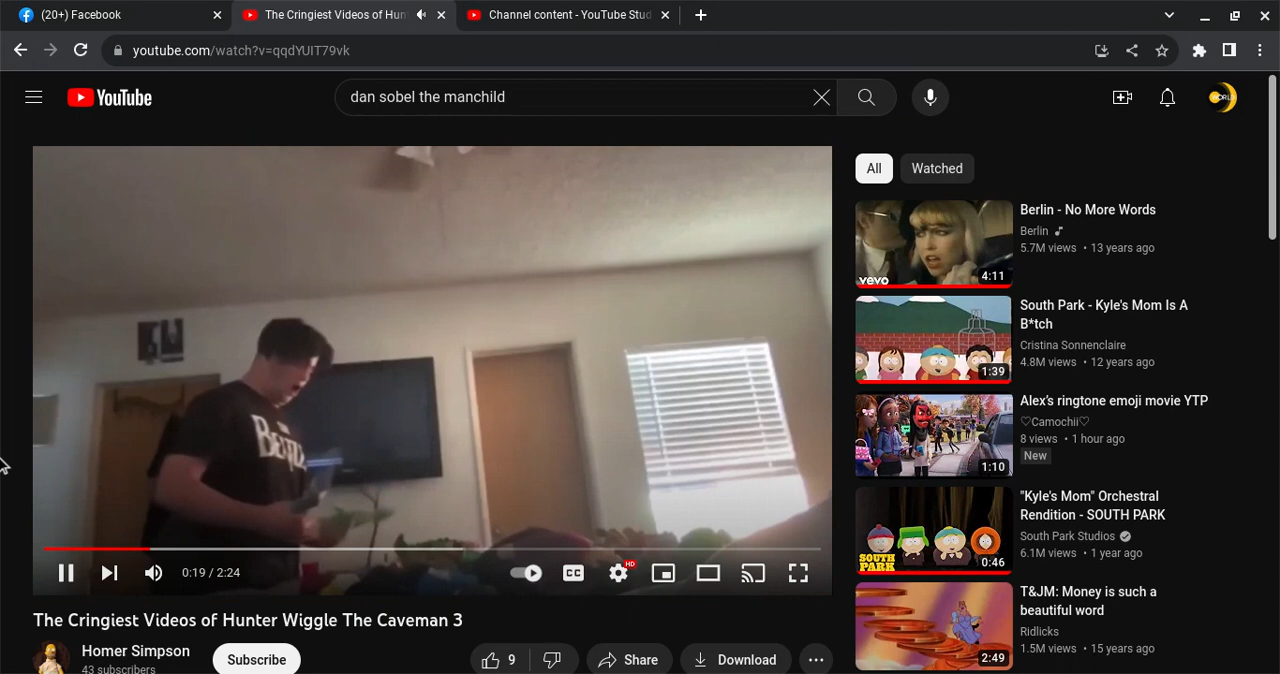 (20+) Facebook
The Cringiest Videos of Hun
Channel content - YouTube Stud
youtube.com/watch?v=qqdYUIT79vk
YouTube
dan sobel the manchild
WORLD
All
Watched
Berlin - No More Words
Berlin
5.7M views • 13 years ago
vevo
4:11
South Park - Kyle's Mom Is A
B*tch
Cristina Sonnenclaire
4.8M views • 12 years ago
1:39
Alex's ringtone emoji movie YTP
♡Camochii♡
8 views • 1 hour ago
New
1:10
"Kyle's Mom" Orchestral
Rendition - SOUTH PARK
South Park Studios
6.1M views • 1 year ago
SOUTH
PARK
0:46
T&JM: Money is such a
beautiful word
Ridlicks
1.5M views • 15 years ago
2:49
0:19 / 2:24
CC
HD
The Cringiest Videos of Hunter Wiggle The Caveman 3
Homer Simpson
43 subscribers
Subscribe
9
Share
Download